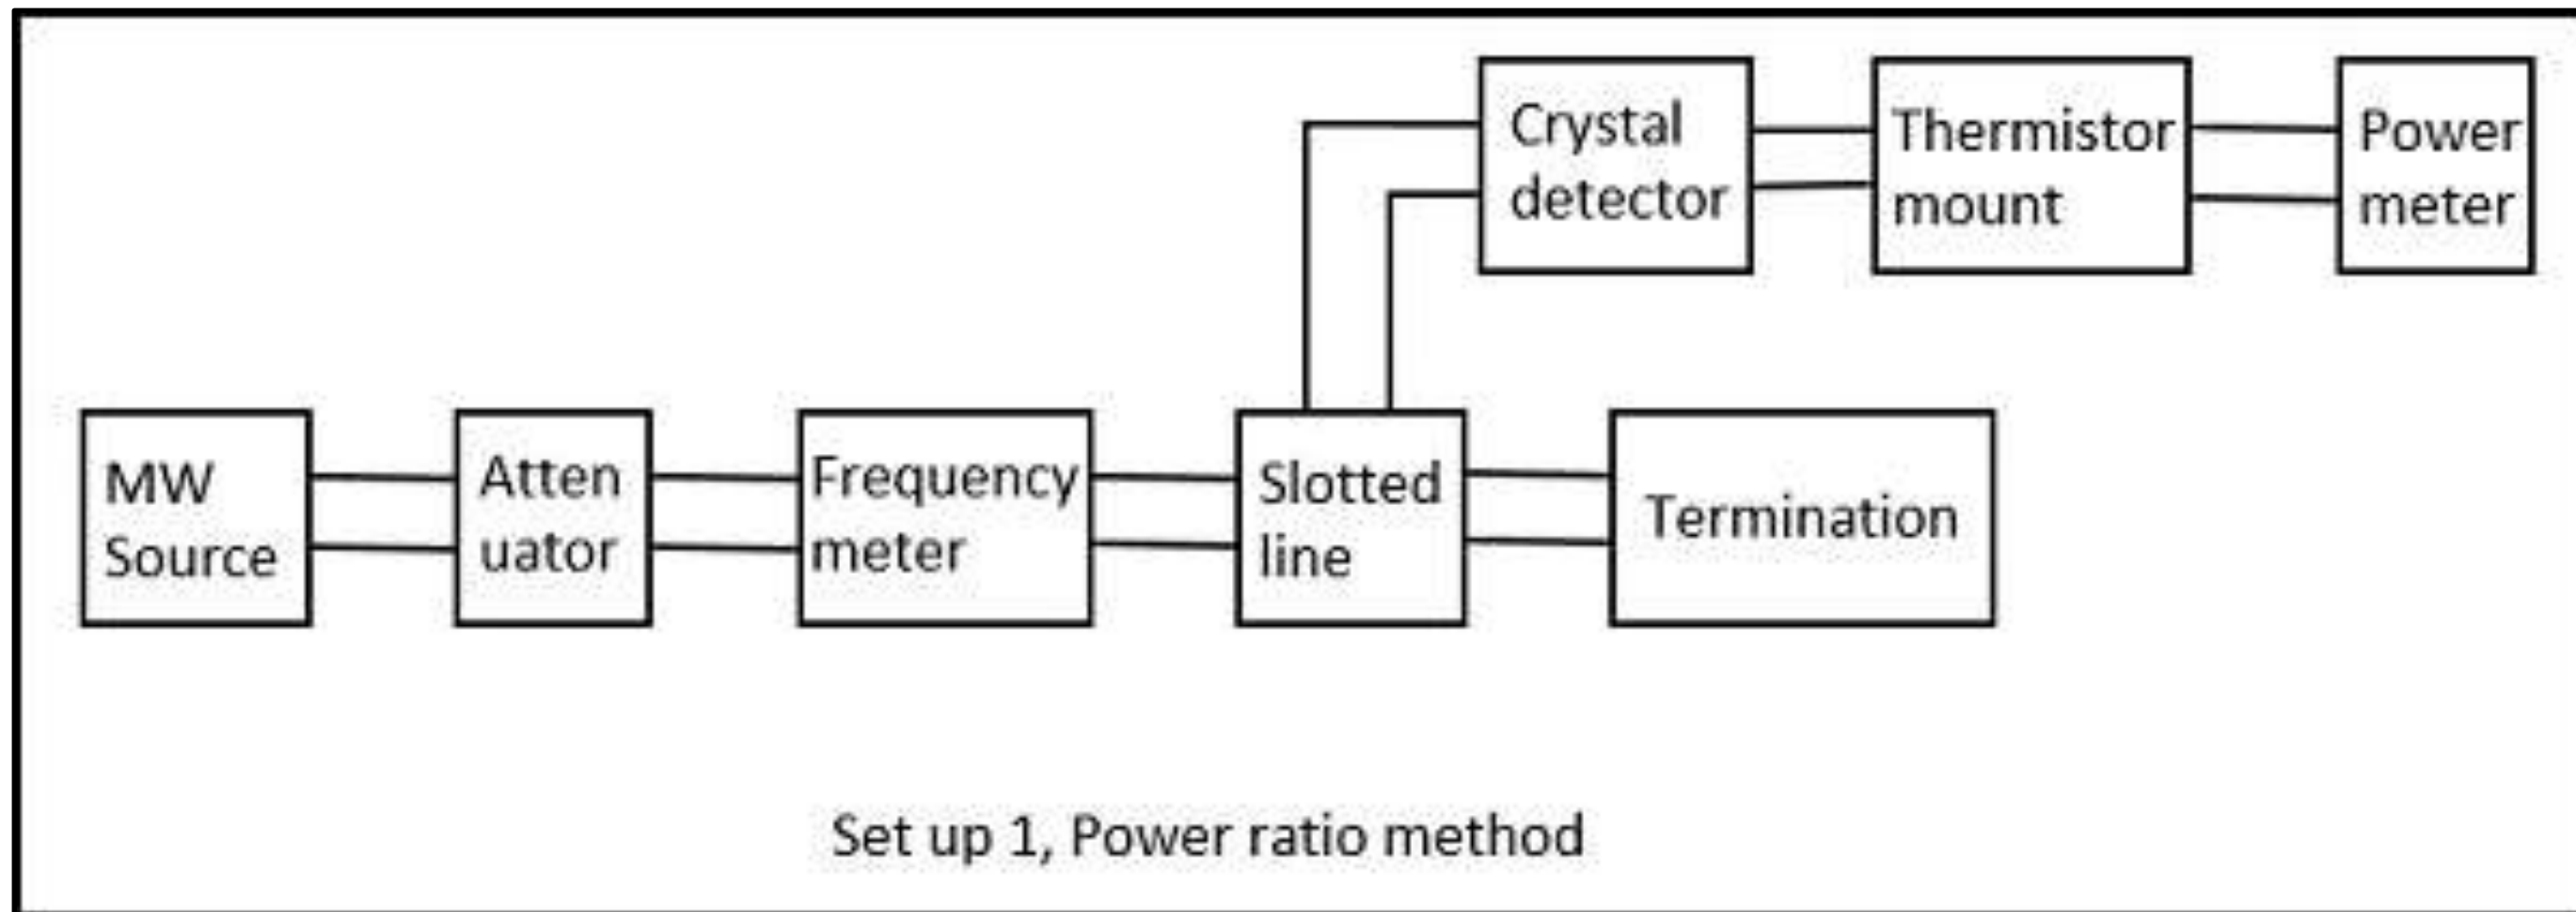 Crystal
detector
Thermistor
mount
Power
meter
MW
Source
Atten
uator
Frequency
meter
Slotted
line
Termination
Set up 1, Power ratio method